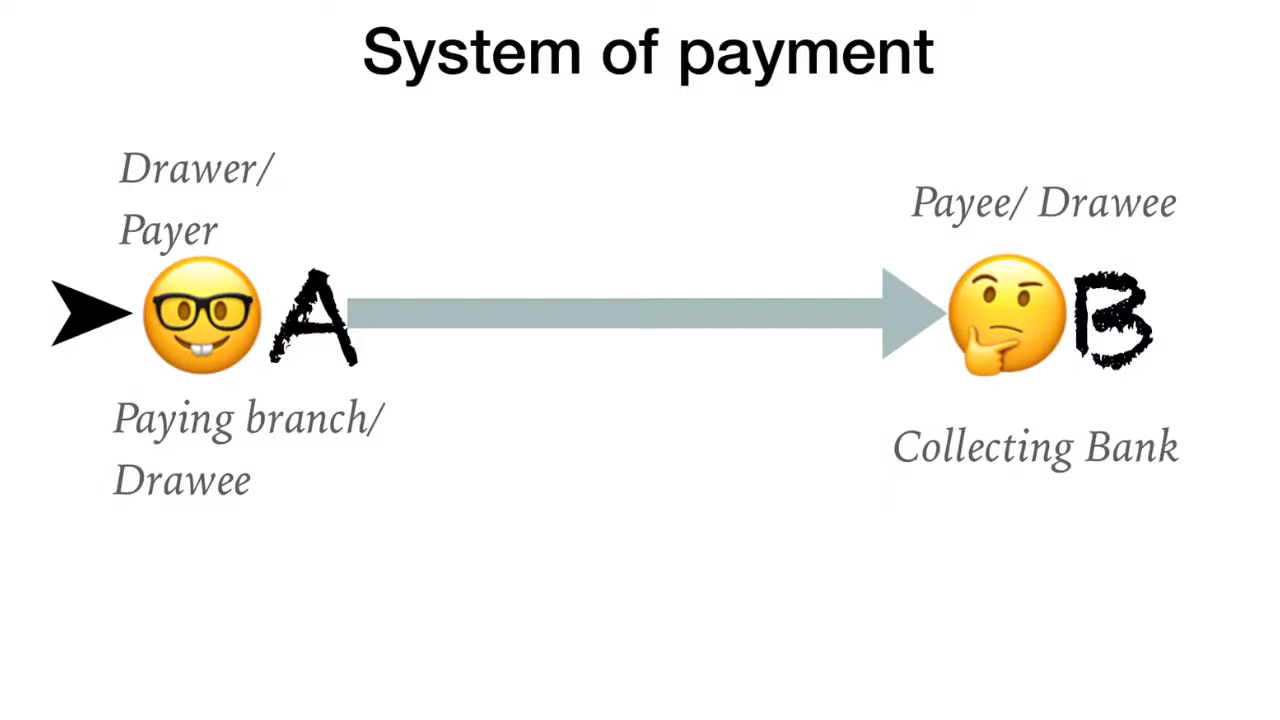 System of payment
Drawer/
Payer
Payee/ Drawee
A
B
Paying branch/
Drawee
Collecting Bank